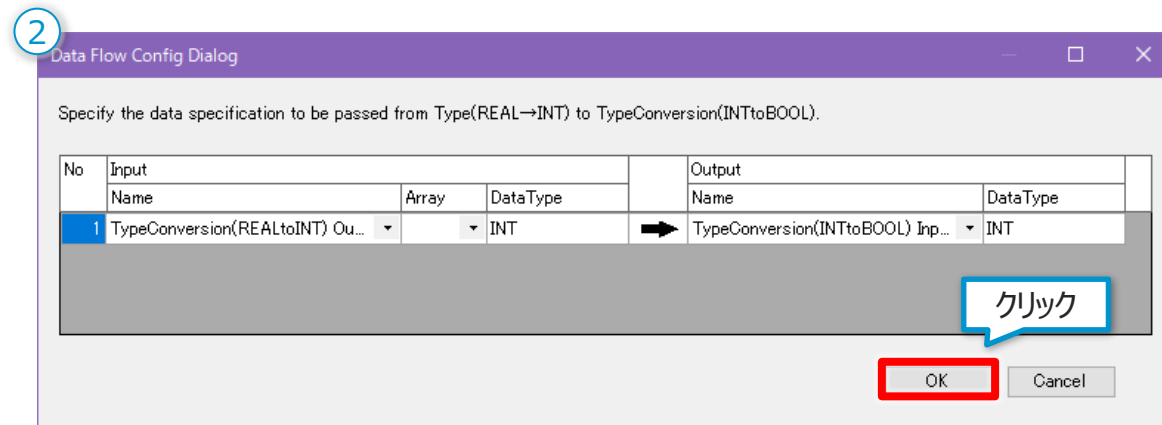 2
Data Flow Config Dialog
Specify the data specification to be passed from Type(REAL→INT) to TypeConversion(INTtoBOOL).
No Input Output
Name Array DataType Name DataType
1 TypeConversion(REALtoINT) Ou... INT TypeConversion(INTtoBOOL) Inp... INT
クリック
OK Cancel